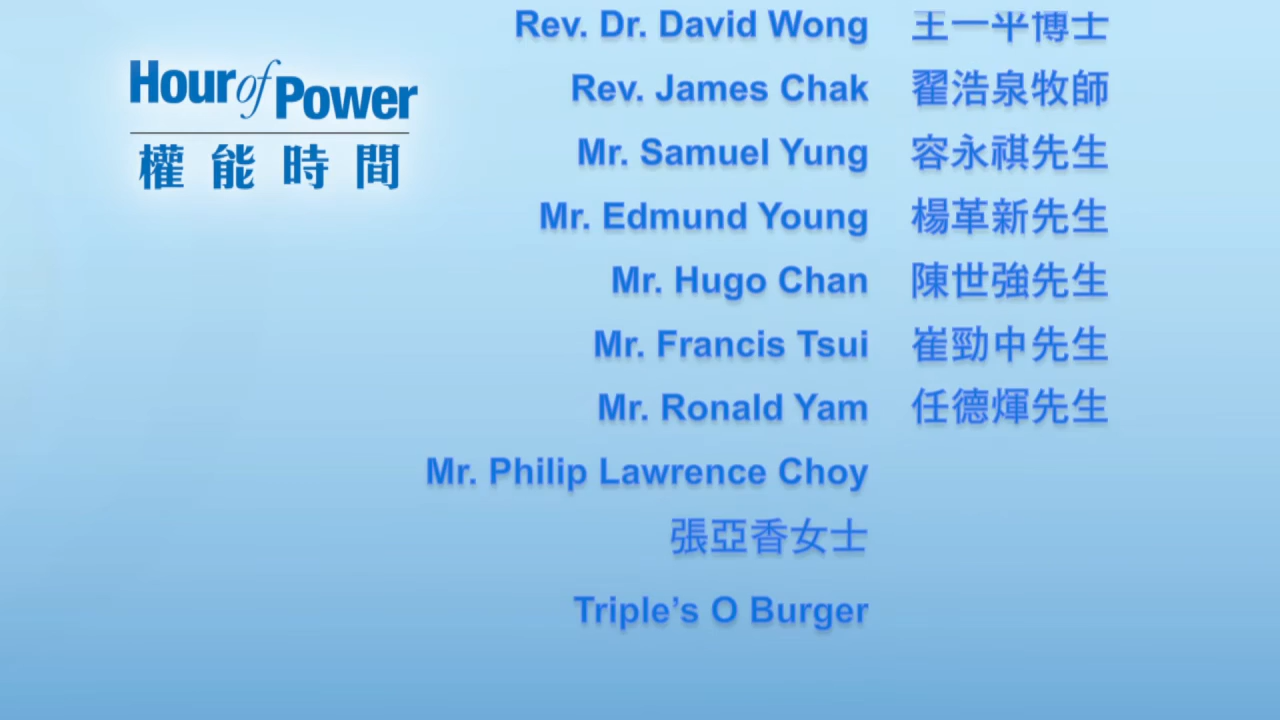 Hour of Power
權能時間
Rev. Dr. David Wong 王一平博士
Rev. James Chak 翟浩泉牧師
Mr. Samuel Yung 容永祺先生
Mr. Edmund Young 楊革新先生
Mr. Hugo Chan 陳世強先生
Mr. Francis Tsui 崔勁中先生
Mr. Ronald Yam 任德煇先生
Mr. Philip Lawrence Choy
張亞香女士
Triple’s O Burger